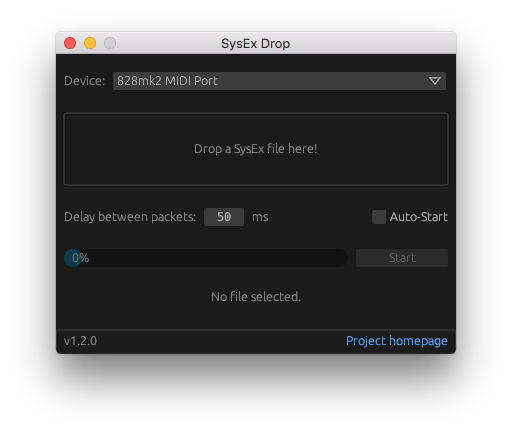 SysEx Drop
Device: 828mk2 MIDI Port
Drop a SysEx file here!
Delay between packets: 50 ms Auto-Start
0% Start
No file selected.
v1.2.0 Project homepage